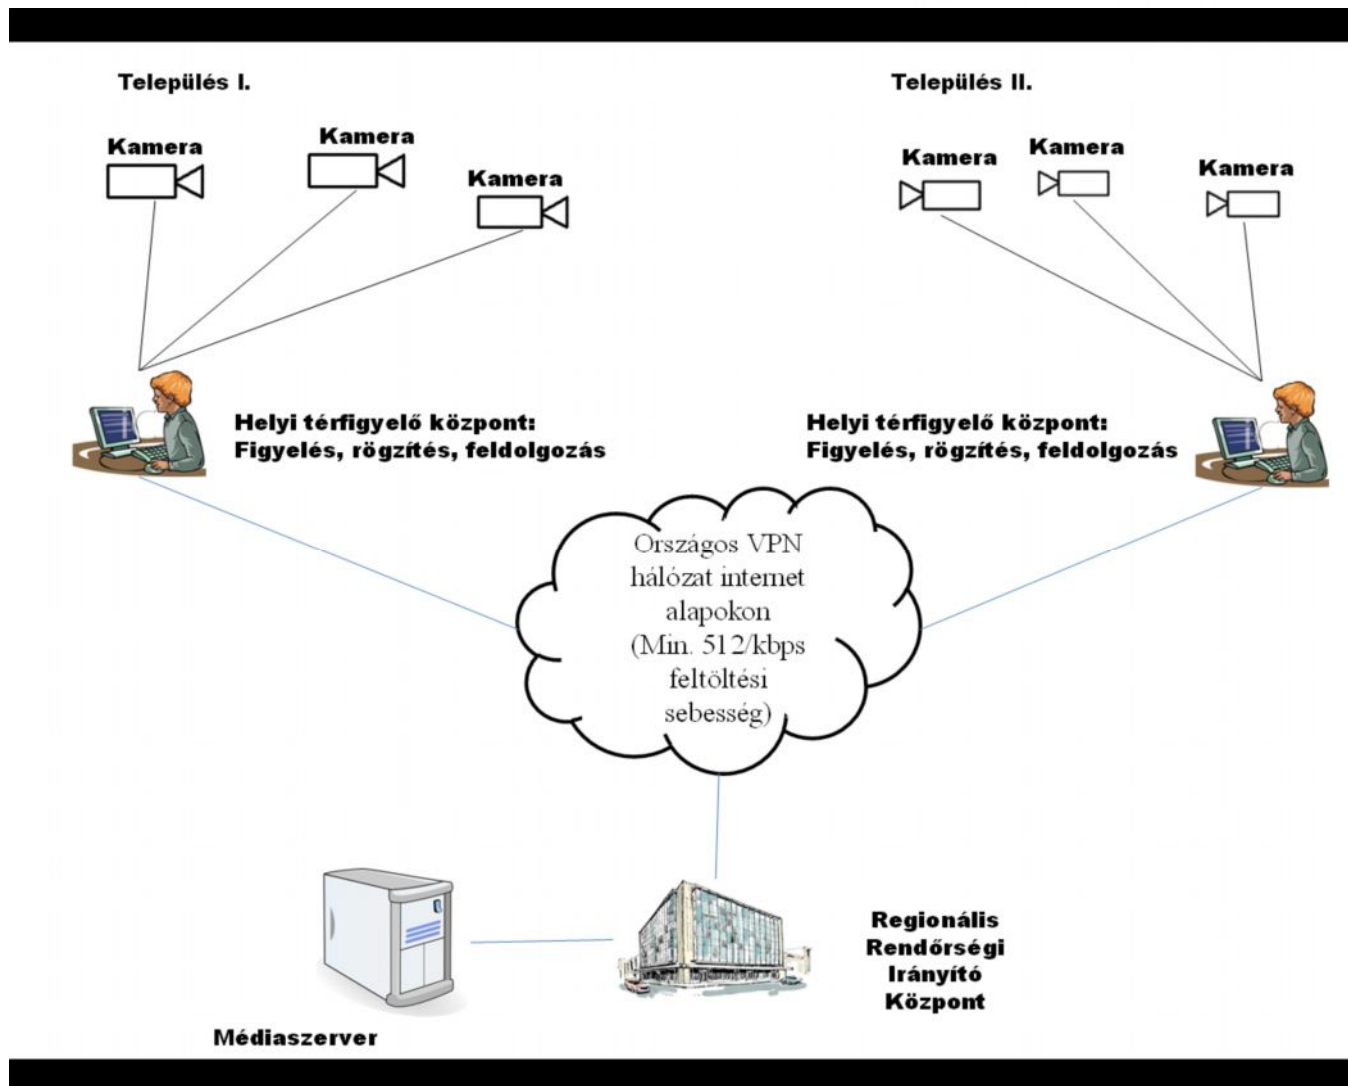 Település I.
Település II.
Kamera
Kamera
Kamera
Kamera
Kamera
Kamera
Helyi térfigyelő központ:
Figyelés, rögzítés, feldolgozás
Helyi térfigyelő központ:
Figyelés, rögzítés, feldolgozás
Országos VPN
hálózat internet
alapokon
(Min. 512/kbps
feltöltési
sebesség)
Regionális
Rendőrségi
Irányító
Központ
Médiaszerver